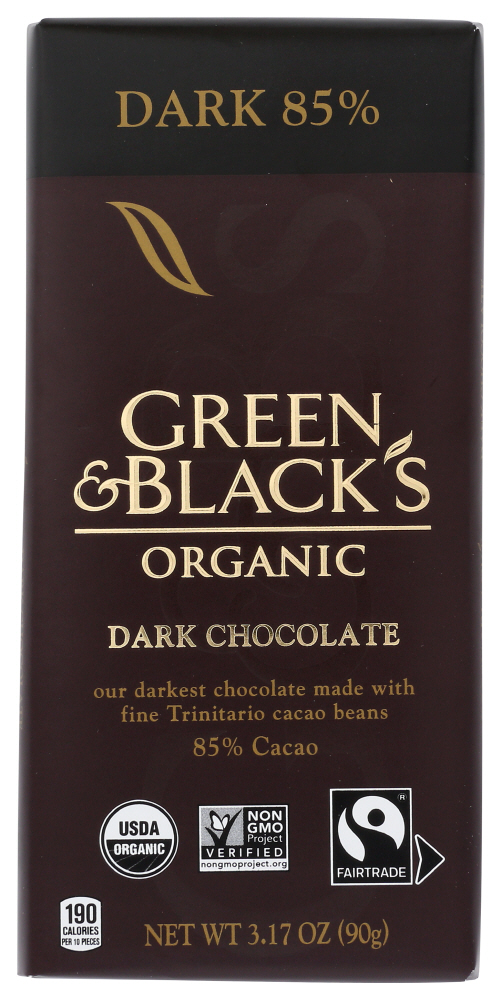 DARK 85%
GREEN
&BLACK'S
ORGANIC
DARK CHOCOLATE
our darkest chocolate made with
fine Trinitario cacao beans
85% Cacao
USDA
ORGANIC
NON
GMO
Project
VERIFIED
nongmoproject.org
®
FAIRTRADE
190
CALORIES
PER 10 PIECES
NET WT 3.17 OZ (90g)